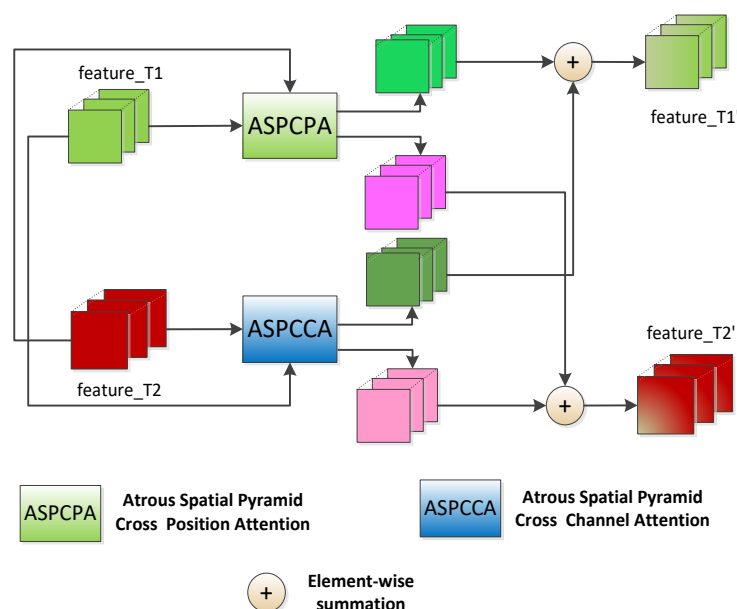 feature_T1
ASPCPA
+
feature_T1'
ASPCCA
feature_T2
feature_T2'
+
ASPCPA
Atrous Spatial Pyramid
Cross Position Attention
ASPCCA
Atrous Spatial Pyramid
Cross Channel Attention
+
Element-wise
summation